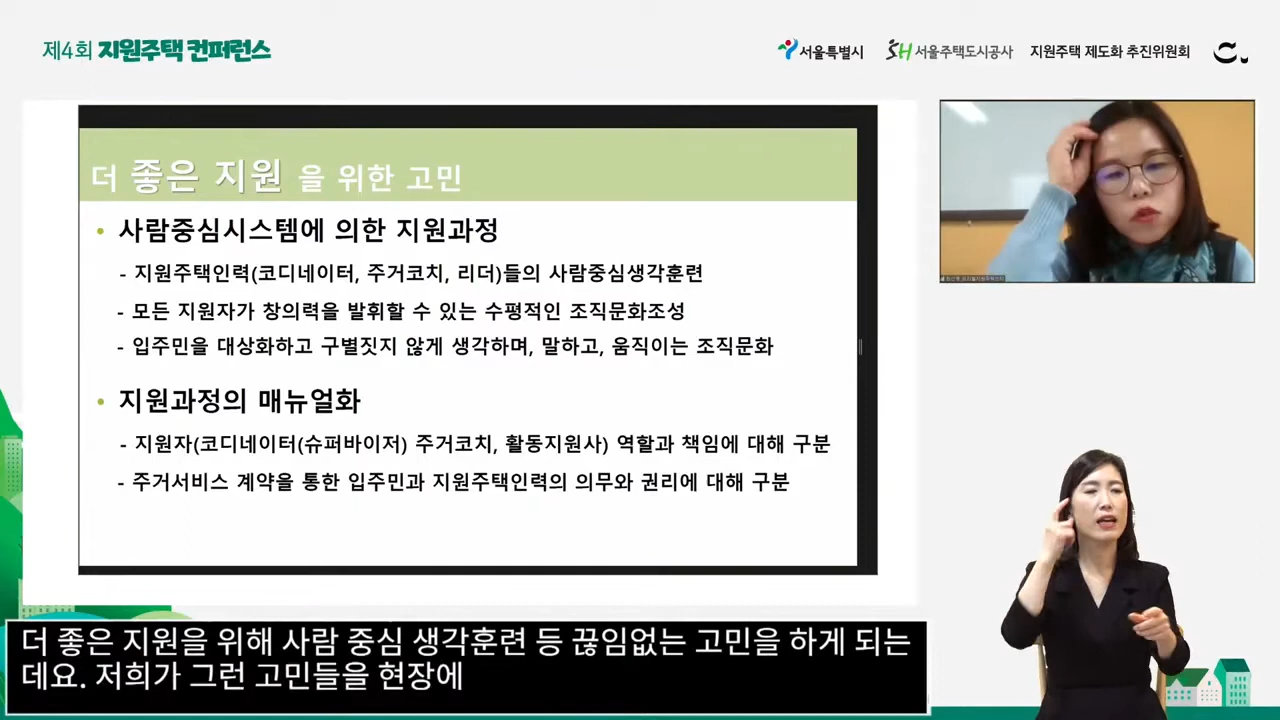 제4회 지원주택 컨퍼런스
서울특별시
SH 서울주택도시공사
지원주택 제도화 추진위원회
더 좋은 지원 을 위한 고민
• 사람중심시스템에 의한 지원과정
- 지원주택인력(코디네이터, 주거코치, 리더)들의 사람중심생각훈련
- 모든 지원자가 창의력을 발휘할 수 있는 수평적인 조직문화조성
- 입주민을 대상화하고 구별짓지 않게 생각하며, 말하고, 움직이는 조직문화
• 지원과정의 매뉴얼화
- 지원자(코디네이터(슈퍼바이저) 주거코치, 활동지원사) 역할과 책임에 대해 구분
- 주거서비스 계약을 통한 입주민과 지원주택인력의 의무와 권리에 대해 구분
더 좋은 지원을 위해 사람 중심 생각훈련 등 끊임없는 고민을 하게 되는
데요. 저희가 그런 고민들을 현장에